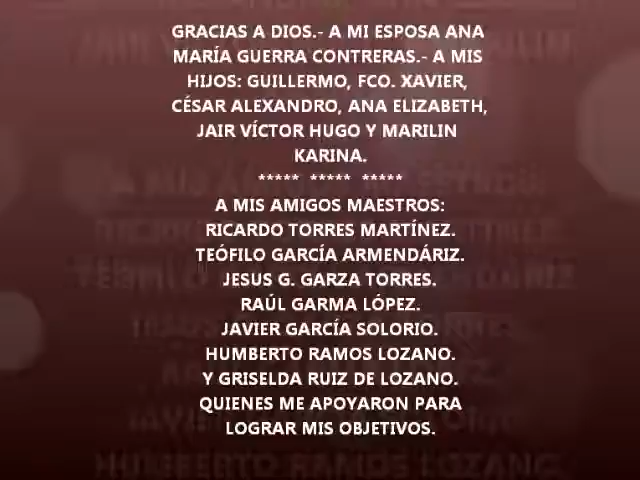 GRACIAS A DIOS.- A MI ESPOSA ANA
MARÍA GUERRA CONTRERAS.- A MIS
HIJOS: GUILLERMO, FCO. XAVIER,
CÉSAR ALEXANDRO, ANA ELIZABETH,
JAIR VÍCTOR HUGO Y MARILIN
KARINA.
***** ***** *****
A MIS AMIGOS MAESTROS:
RICARDO TORRES MARTÍNEZ.
TEÓFILO GARCÍA ARMENDÁRIZ.
JESUS G. GARZA TORRES.
RAÚL GARMA LÓPEZ.
JAVIER GARCÍA SOLORIO.
HUMBERTO RAMOS LOZANO.
Y GRISELDA RUIZ DE LOZANO.
QUIENES ME APOYARON PARA
LOGRAR MIS OBJETIVOS.